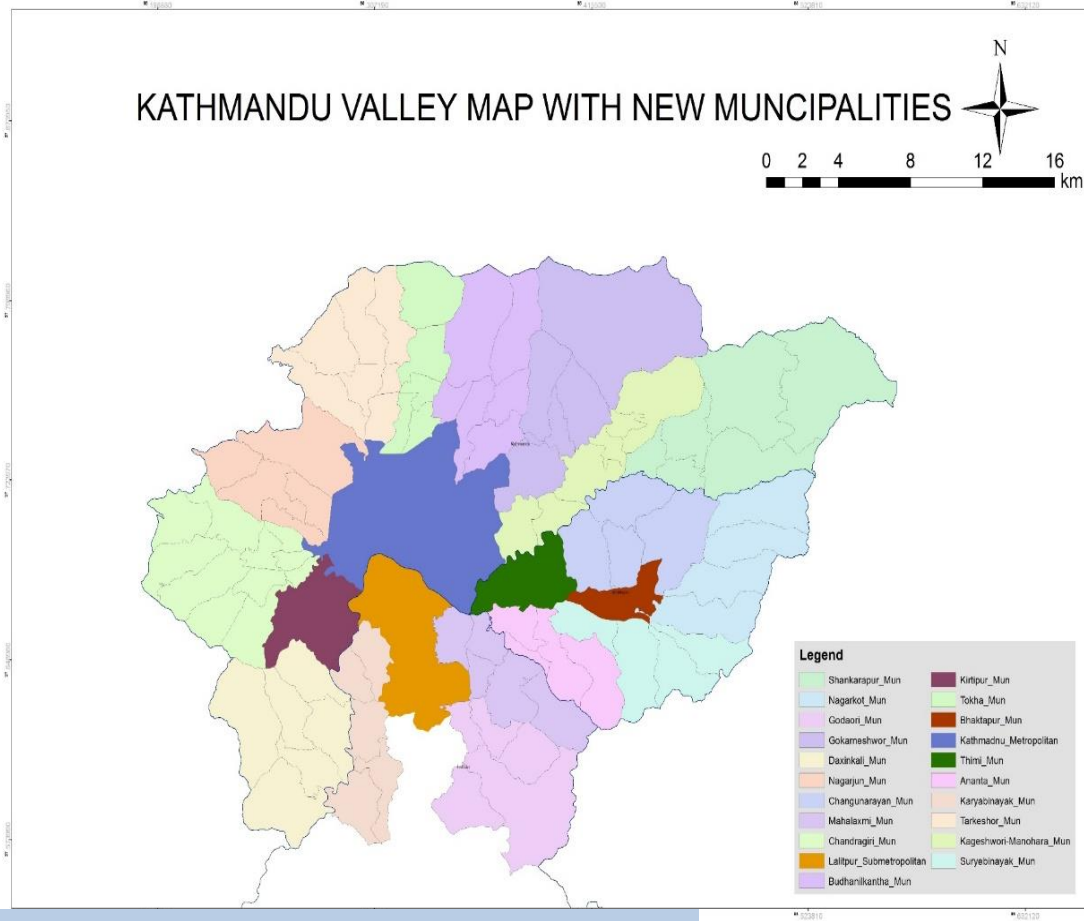 N
KATHMANDU VALLEY MAP WITH NEW MUNCIPALITIES
0 2 4 8 12 16
km
Legend
Shankarapur_Mun
Nagarkot_Mun
Godaori_Mun
Gokarneshwor_Mun
Daxinkali_Mun
Nagarjun_Mun
Changunarayan_Mun
Mahalaxmi_Mun
Chandragiri_Mun
Lalitpur_Submetropolitan
Budhanilkantha_Mun
Kirtipur_Mun
Tokha_Mun
Bhaktapur_Mun
Kathmadnu_Metropolitan
Thimi_Mun
Ananta_Mun
Karyabinayak_Mun
Tarkeshor_Mun
Kageshwori-Manohara_Mun
Suryebinayak_Mun